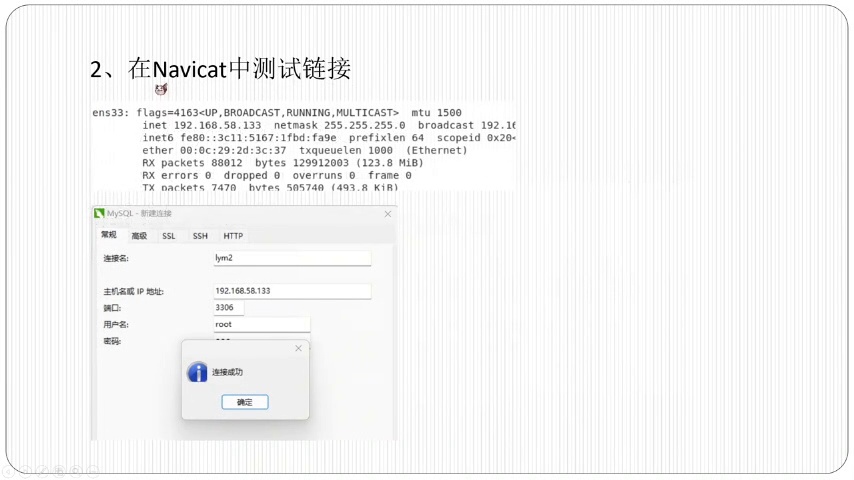 2、在Navicat中测试链接
ens33: flags=4163<UP,BROADCAST,RUNNING,MULTICAST>  mtu 1500
inet 192.168.58.133  netmask 255.255.255.0  broadcast 192.16
inet6 fe80::3c11:5167:1fbd:fa9e  prefixlen 64  scopeid 0x20<
ether 00:0c:29:2d:3c:37  txqueuelen 1000  (Ethernet)
RX packets 88012  bytes 129912003 (123.8 MiB)
RX errors 0  dropped 0  overruns 0  frame 0
TX packets 7470  bytes 505740 (493.8 KiB)
MySQL - 新建连接
常规 高级 SSL SSH HTTP
连接名: lym2
主机名或 IP 地址: 192.168.58.133
端口: 3306
用户名: root
密码:
连接成功
确定